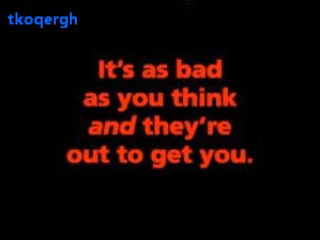 tkoqergh
It's as bad
as you think
and they're
out to get you.